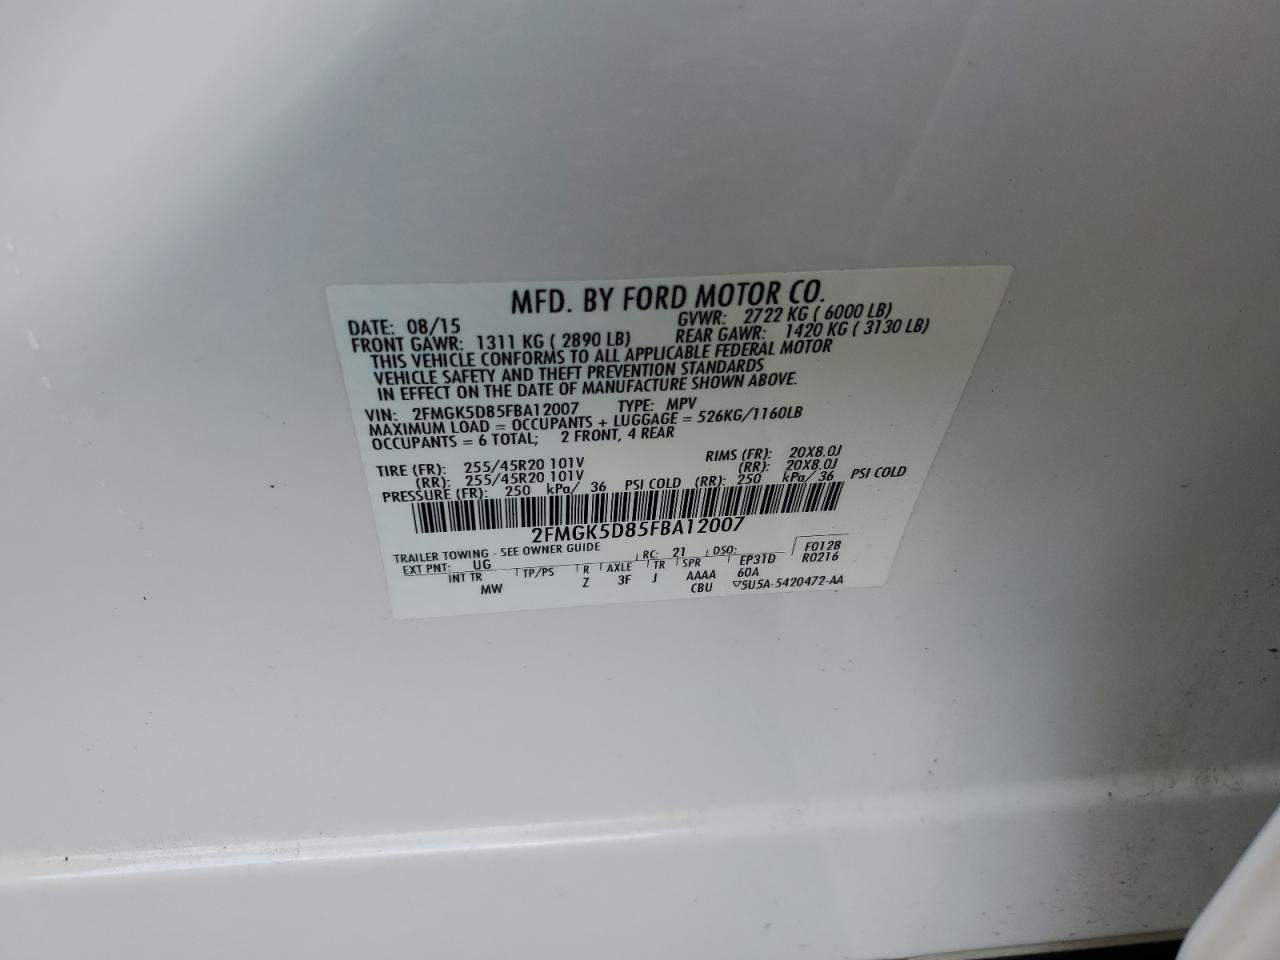 MFD. BY FORD MOTOR CO.
DATE: 08/15 GVWR: 2722 KG ( 6000 LB)
FRONT GAWR: 1311 KG ( 2890 LB) REAR GAWR: 1420 KG ( 3130 LB)
THIS VEHICLE CONFORMS TO ALL APPLICABLE FEDERAL MOTOR
VEHICLE SAFETY AND THEFT PREVENTION STANDARDS
IN EFFECT ON THE DATE OF MANUFACTURE SHOWN ABOVE.
VIN: 2FMGK5D85FBA12007 TYPE: MPV
MAXIMUM LOAD = OCCUPANTS + LUGGAGE = 526KG/1160LB
OCCUPANTS = 6 TOTAL; 2 FRONT, 4 REAR
TIRE (FR): 255/45R20 101V RIMS (FR): 20X8.0J
(RR): 255/45R20 101V (RR): 20X8.0J
PRESSURE (FR): 250 kPa/ 36 PSI COLD (RR): 250 kPa/ 36 PSI COLD
2FMGK5D85FBA12007
TRAILER TOWING - SEE OWNER GUIDE
EXT PNT: UG RC: 21 DSO: F0128
INT TR TP/PS R AXLE TR SPR EP31D R0216
MW Z 3F J AAAA 60A
CBU ▽5U5A-5420472-AA